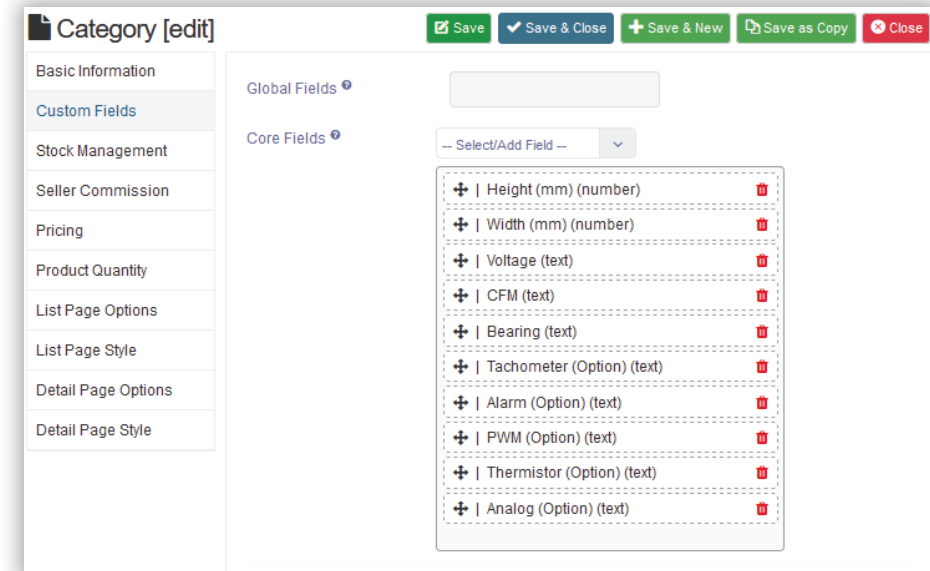 Category [edit]
Save
Save & Close
Save & New
Save as Copy
Close
Basic Information
Custom Fields
Stock Management
Seller Commission
Pricing
Product Quantity
List Page Options
List Page Style
Detail Page Options
Detail Page Style
Global Fields ?
Core Fields ?
-- Select/Add Field --
| Height (mm) (number)
| Width (mm) (number)
| Voltage (text)
| CFM (text)
| Bearing (text)
| Tachometer (Option) (text)
| Alarm (Option) (text)
| PWM (Option) (text)
| Thermistor (Option) (text)
| Analog (Option) (text)